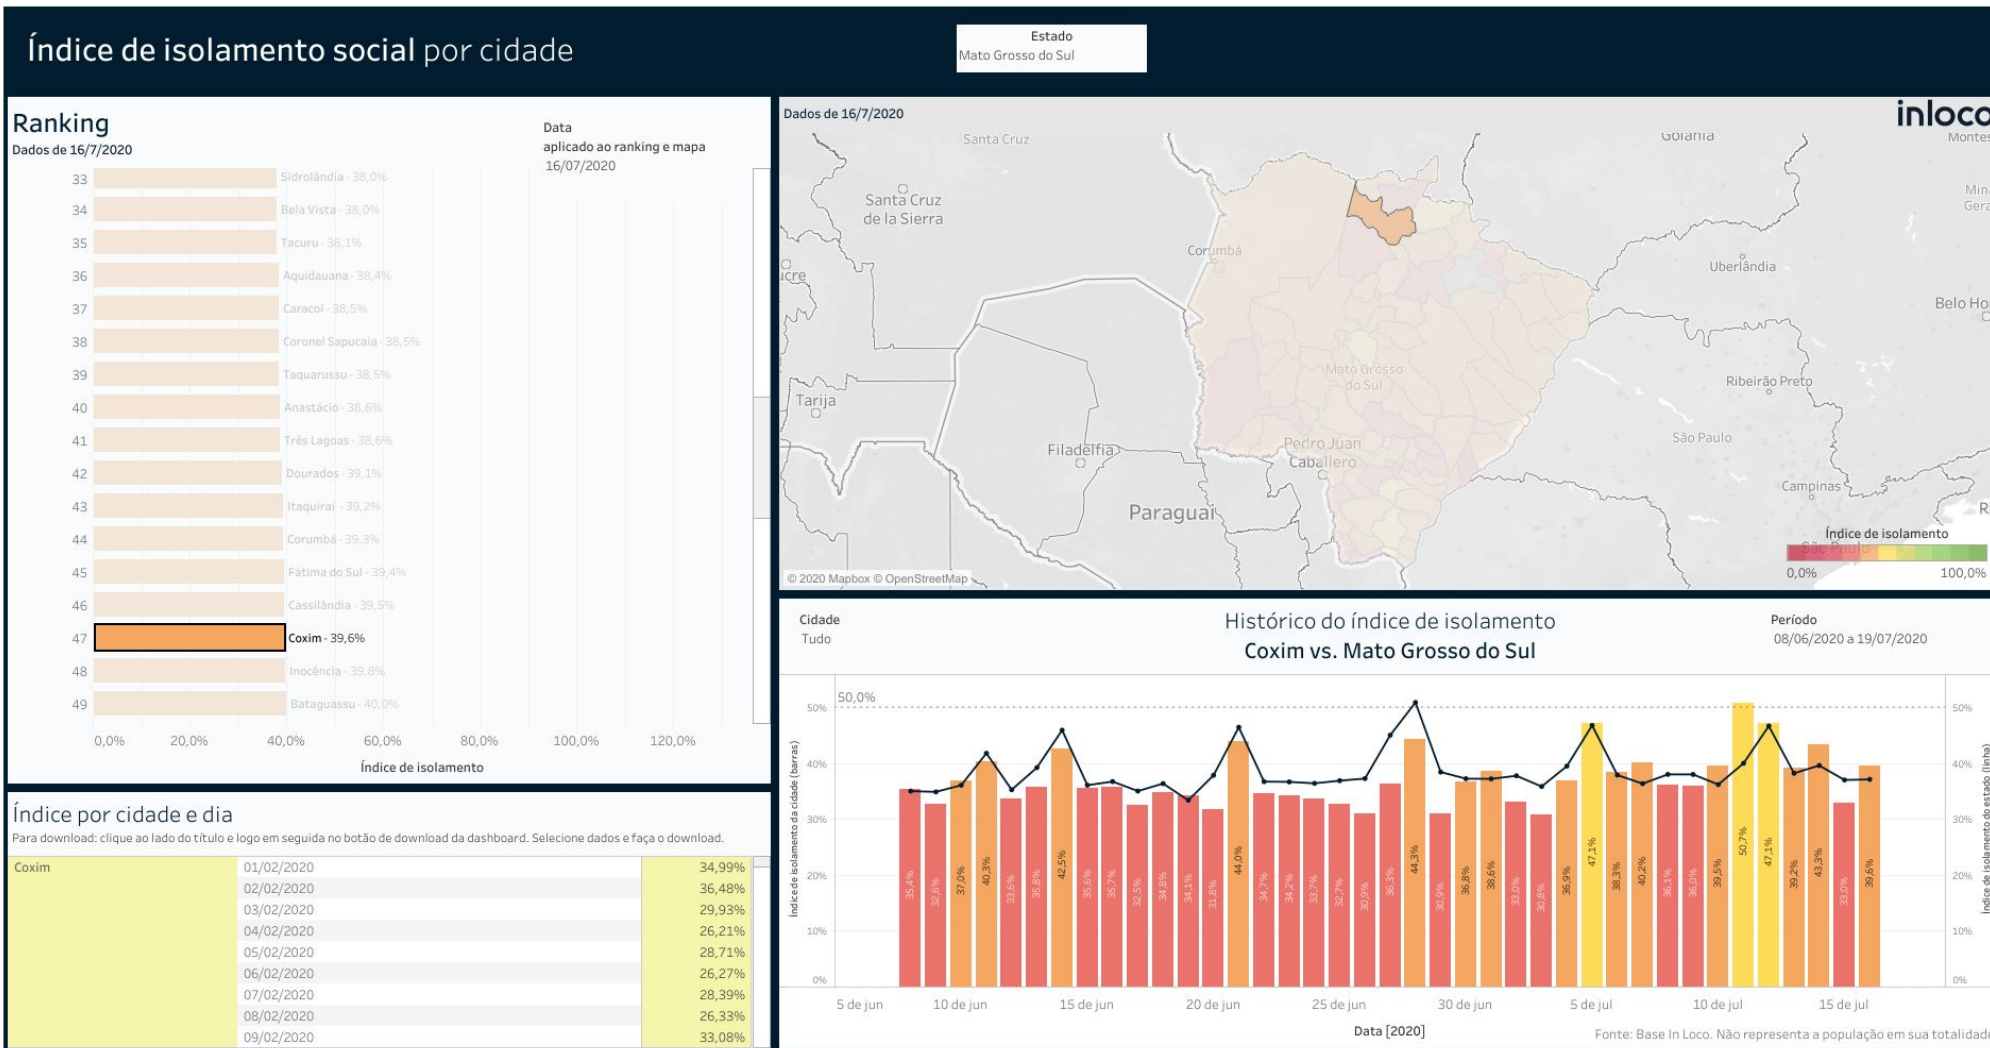 Índice de isolamento social por cidade
Estado
Mato Grosso do Sul
Ranking
Dados de 16/7/2020
Data
aplicado ao ranking e mapa
16/07/2020
33 Sidrolândia - 38,0%
34 Bela Vista - 38,0%
35 Tacuru - 38,1%
36 Aquidauana - 38,4%
37 Caracol - 38,5%
38 Coronel Sapucaia - 38,5%
39 Taquarussu - 38,5%
40 Anastácio - 38,6%
41 Três Lagoas - 38,6%
42 Dourados - 39,1%
43 Itaquiraí - 39,2%
44 Corumbá - 39,3%
45 Fátima do Sul - 39,4%
46 Cassilândia - 39,5%
47 Coxim - 39,6%
48 Inocência - 39,8%
49 Bataguassu - 40,0%
0,0% 20,0% 40,0% 60,0% 80,0% 100,0% 120,0%
Índice de isolamento
Índice por cidade e dia
Para download: clique ao lado do título e logo em seguida no botão de download da dashboard. Selecione dados e faça o download.
Coxim 01/02/2020 34,99%
02/02/2020 36,48%
03/02/2020 29,93%
04/02/2020 26,21%
05/02/2020 28,71%
06/02/2020 26,27%
07/02/2020 28,39%
08/02/2020 26,33%
09/02/2020 33,08%
Dados de 16/7/2020
inloco
Santa Cruz
Goiânia
Montes
Santa Cruz
de la Sierra
Mina
Gera
Corumbá
ucre
Uberlândia
Belo Ho
Mato Grosso
do Sul
Ribeirão Preto
Tarija
São Paulo
Filadélfia
Pedro Juan
Caballero
Campinas
Paraguai
R
Índice de isolamento
São Paulo
0,0% 100,0%
© 2020 Mapbox © OpenStreetMap
Cidade
Tudo
Histórico do índice de isolamento
Coxim vs. Mato Grosso do Sul
Período
08/06/2020 a 19/07/2020
50,0%
Índice de isolamento da cidade (barras)
50%
40%
30%
20%
10%
0%
35,4% 32,6% 37,0% 40,3% 33,6% 35,8% 42,5% 35,6% 35,7% 32,5% 34,8% 34,1% 31,8% 44,0% 34,7% 34,2% 33,7% 32,7% 30,9% 36,3% 44,3% 30,9% 36,8% 38,6% 33,0% 30,8% 36,9% 47,1% 38,3% 40,2% 36,1% 36,0% 39,5% 50,7% 47,1% 39,2% 43,3% 33,0% 39,6%
50%
40%
30%
20%
10%
0%
Índice de isolamento do estado (linha)
5 de jun 10 de jun 15 de jun 20 de jun 25 de jun 30 de jun 5 de jul 10 de jul 15 de jul
Data [2020]
Fonte: Base In Loco. Não representa a população em sua totalidade